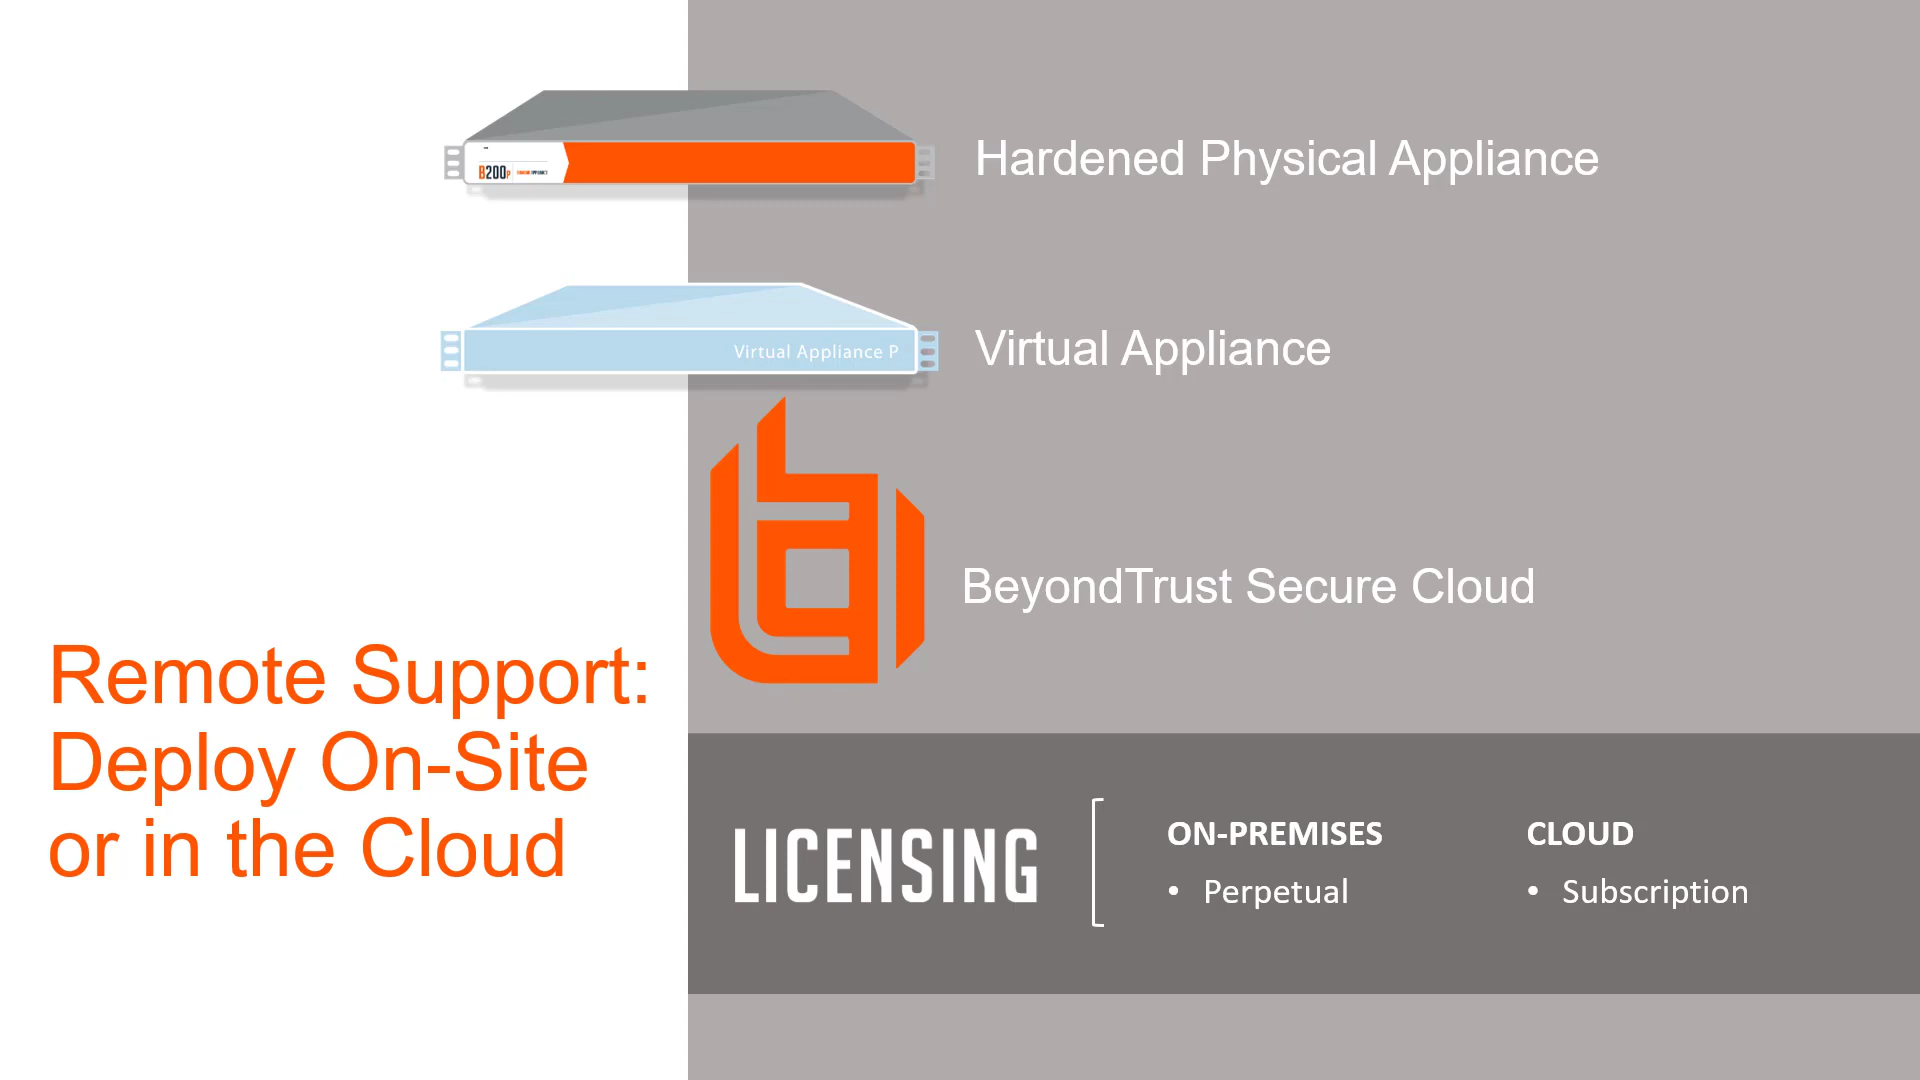 B200p
Hardened Physical Appliance
Virtual Appliance P
Virtual Appliance
BeyondTrust Secure Cloud
Remote Support:
Deploy On-Site
or in the Cloud
LICENSING
ON-PREMISES
• Perpetual
CLOUD
• Subscription